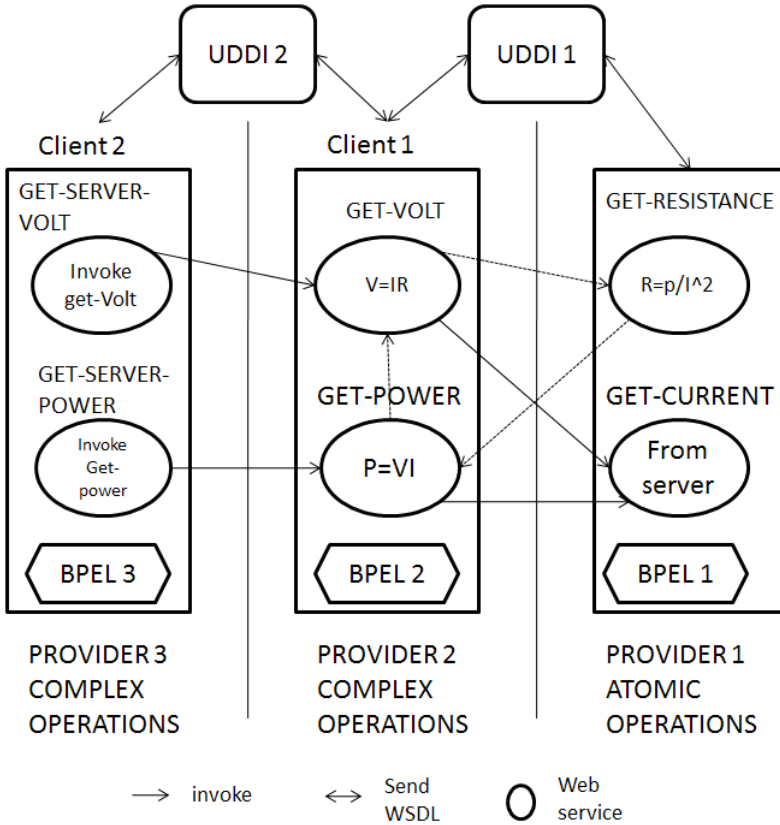 UDDI 2
UDDI 1
Client 2
Client 1
GET-SERVER-
VOLT
Invoke
get-Volt
GET-SERVER-
POWER
Invoke
Get-
power
BPEL 3
PROVIDER 3
COMPLEX
OPERATIONS
GET-VOLT
V=IR
GET-POWER
P=VI
BPEL 2
PROVIDER 2
COMPLEX
OPERATIONS
GET-RESISTANCE
R=p/I^2
GET-CURRENT
From
server
BPEL 1
PROVIDER 1
ATOMIC
OPERATIONS
invoke
Send
WSDL
Web
service